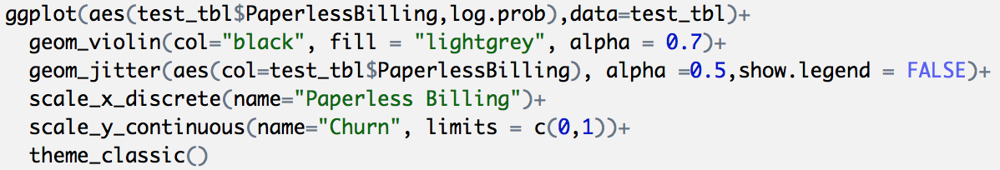 ggplot(aes(test_tbl$PaperlessBilling,log.prob),data=test_tbl)+
  geom_violin(col="black", fill = "lightgrey", alpha = 0.7)+
  geom_jitter(aes(col=test_tbl$PaperlessBilling), alpha =0.5,show.legend = FALSE)+
  scale_x_discrete(name="Paperless Billing")+
  scale_y_continuous(name="Churn", limits = c(0,1))+
  theme_classic()